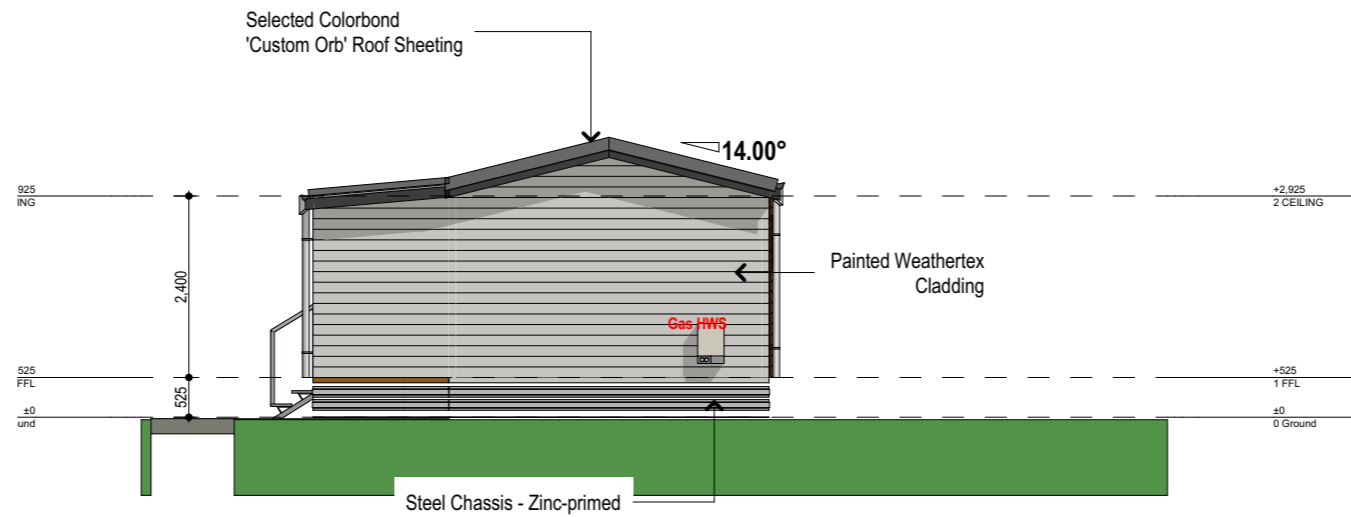 Selected Colorbond
'Custom Orb' Roof Sheeting
14.00°
925
ING
+2,925
2 CEILING
2,400
Painted Weathertex
Cladding
Gas HWS
525
FFL
+525
1 FFL
525
±0
und
±0
0 Ground
Steel Chassis - Zinc-primed